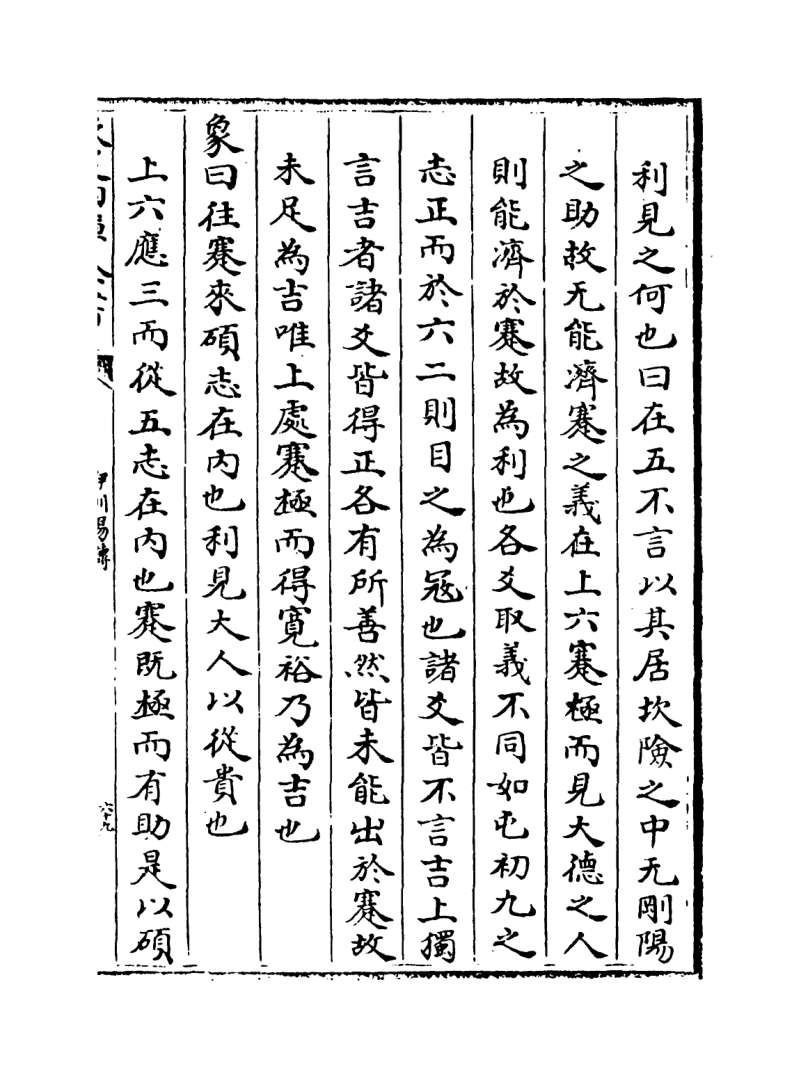 利見之何也曰在五不言以其居坎險之中无剛陽
之助故无能濟蹇之義在上六蹇極而見大德之人
則能濟於蹇故為利也各爻取義不同如屯初九之
志正而於六二則目之為冦也諸爻皆不言吉上獨
言吉者諸爻皆得正各有所善然皆未能出於蹇故
未足為吉唯上處蹇極而得寛裕乃為吉也
象曰往蹇來碩志在内也利見大人以從貴也
上六應三而從五志在内也蹇既極而有助是以碩
伊川易傳
六十九